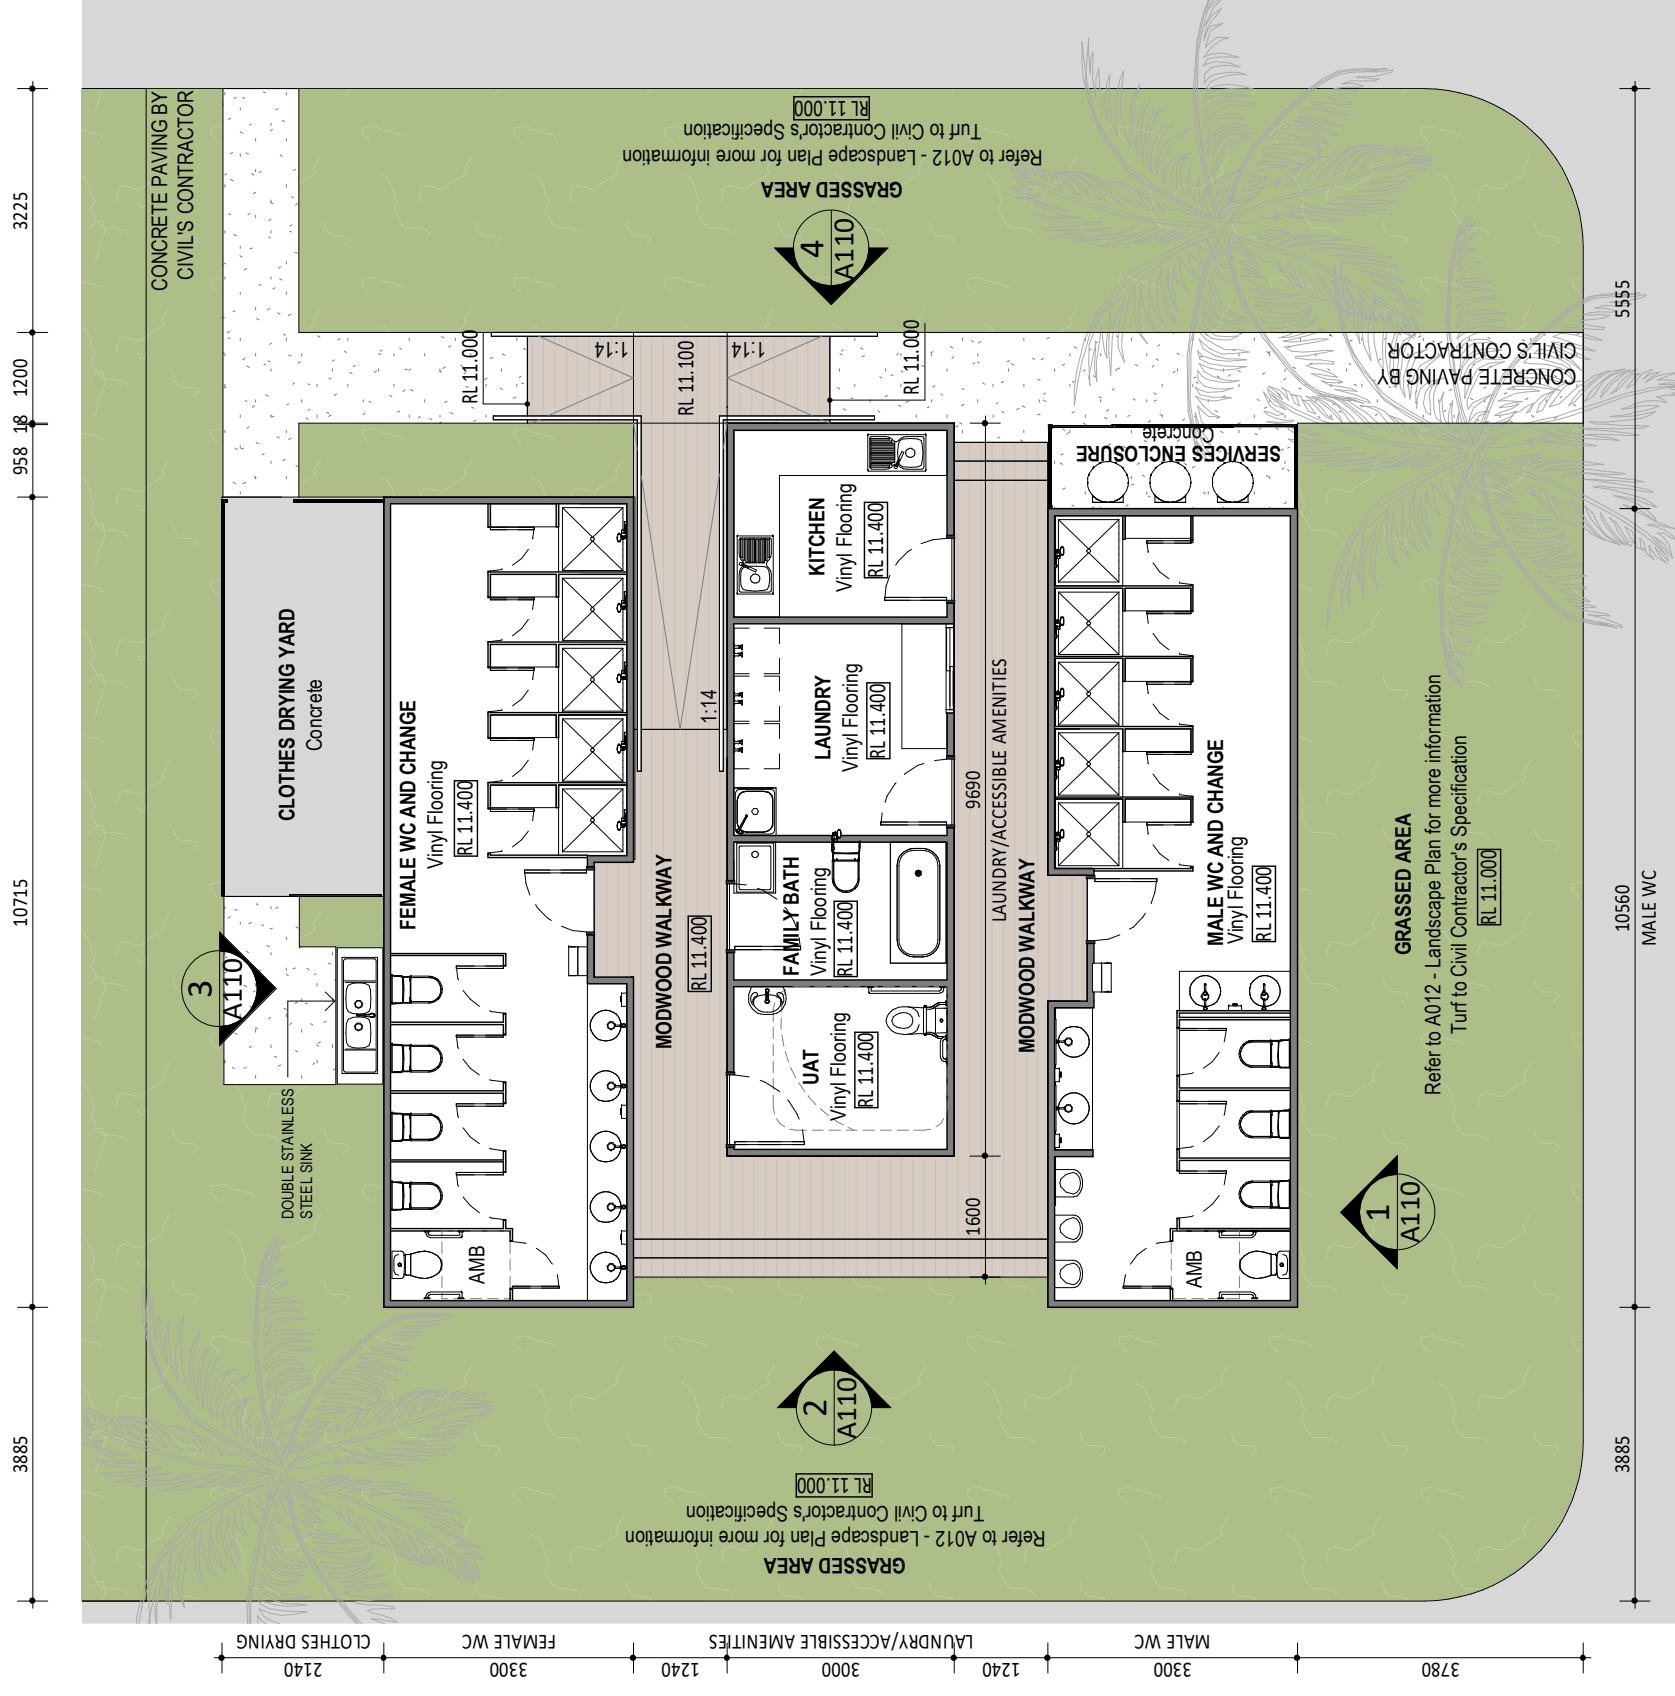 3225
1200
18
958
10715
3885
CONCRETE PAVING BY
CIVIL'S CONTRACTOR
GRASSED AREA
Refer to A012 - Landscape Plan for more information
Turf to Civil Contractor's Specification
RL 11.000
4
A110
RL 11.000
1:14
RL 11.100
1:14
RL 11.000
CONCRETE PAVING BY
CIVIL'S CONTRACTOR
SERVICES ENCLOSURE
Concrete
CLOTHES DRYING YARD
Concrete
FEMALE WC AND CHANGE
Vinyl Flooring
RL 11.400
1:14
KITCHEN
Vinyl Flooring
RL 11.400
LAUNDRY
Vinyl Flooring
RL 11.400
FAMILY BATH
Vinyl Flooring
RL 11.400
UAT
Vinyl Flooring
RL 11.400
MODWOOD WALKWAY
RL 11.400
9690
LAUNDRY/ACCESSIBLE AMENITIES
MODWOOD WALKWAY
1600
MALE WC AND CHANGE
Vinyl Flooring
RL 11.400
AMB
AMB
3
A110
DOUBLE STAINLESS
STEEL SINK
GRASSED AREA
Refer to A012 - Landscape Plan for more information
Turf to Civil Contractor's Specification
RL 11.000
1
A110
2
A110
GRASSED AREA
Refer to A012 - Landscape Plan for more information
Turf to Civil Contractor's Specification
RL 11.000
5555
10560
MALE WC
3885
2140
CLOTHES DRYING
3300
FEMALE WC
1240
3000
LAUNDRY/ACCESSIBLE AMENITIES
1240
3300
MALE WC
3780